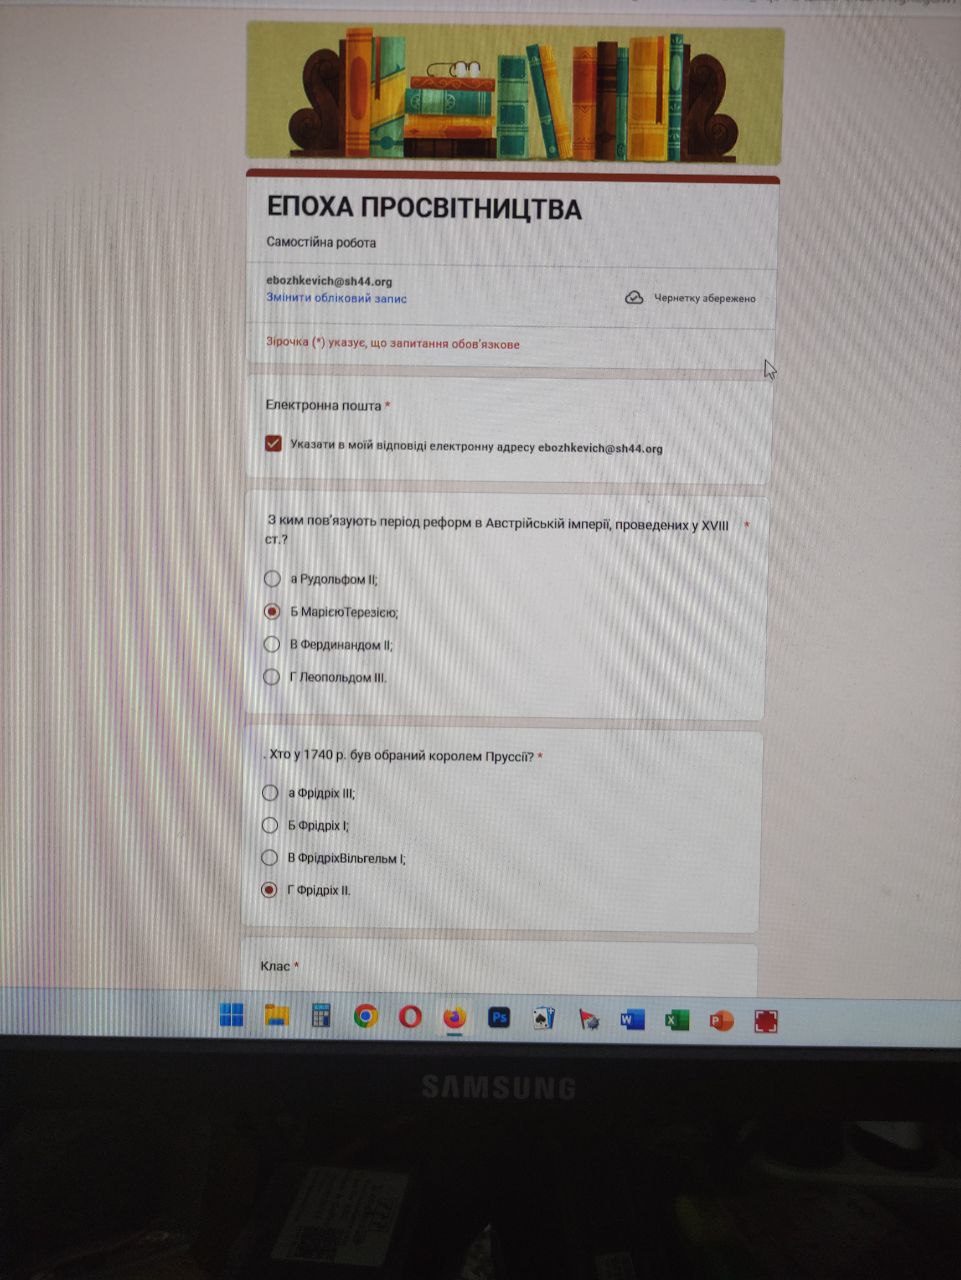 ЕПОХА ПРОСВІТНИЦТВА
Самостійна робота
ebozhkevich@sh44.org
Змінити обліковий запис
Чернетку збережено
Зірочка (*) указує, що запитання обов'язкове
Електронна пошта *
Указати в моїй відповіді електронну адресу ebozhkevich@sh44.org
З ким пов'язують період реформ в Австрійській імперії, проведених у XVIII *
ст.?
а Рудольфом II;
Б МарієюТерезією;
В Фердинандом II;
Г Леопольдом III.
. Хто у 1740 р. був обраний королем Пруссії? *
а Фрідріх III;
Б Фрідріх I;
В ФрідріхВільгельм I;
Г Фрідріх II.
Клас *
Ps
W
X
P
SAMSUNG